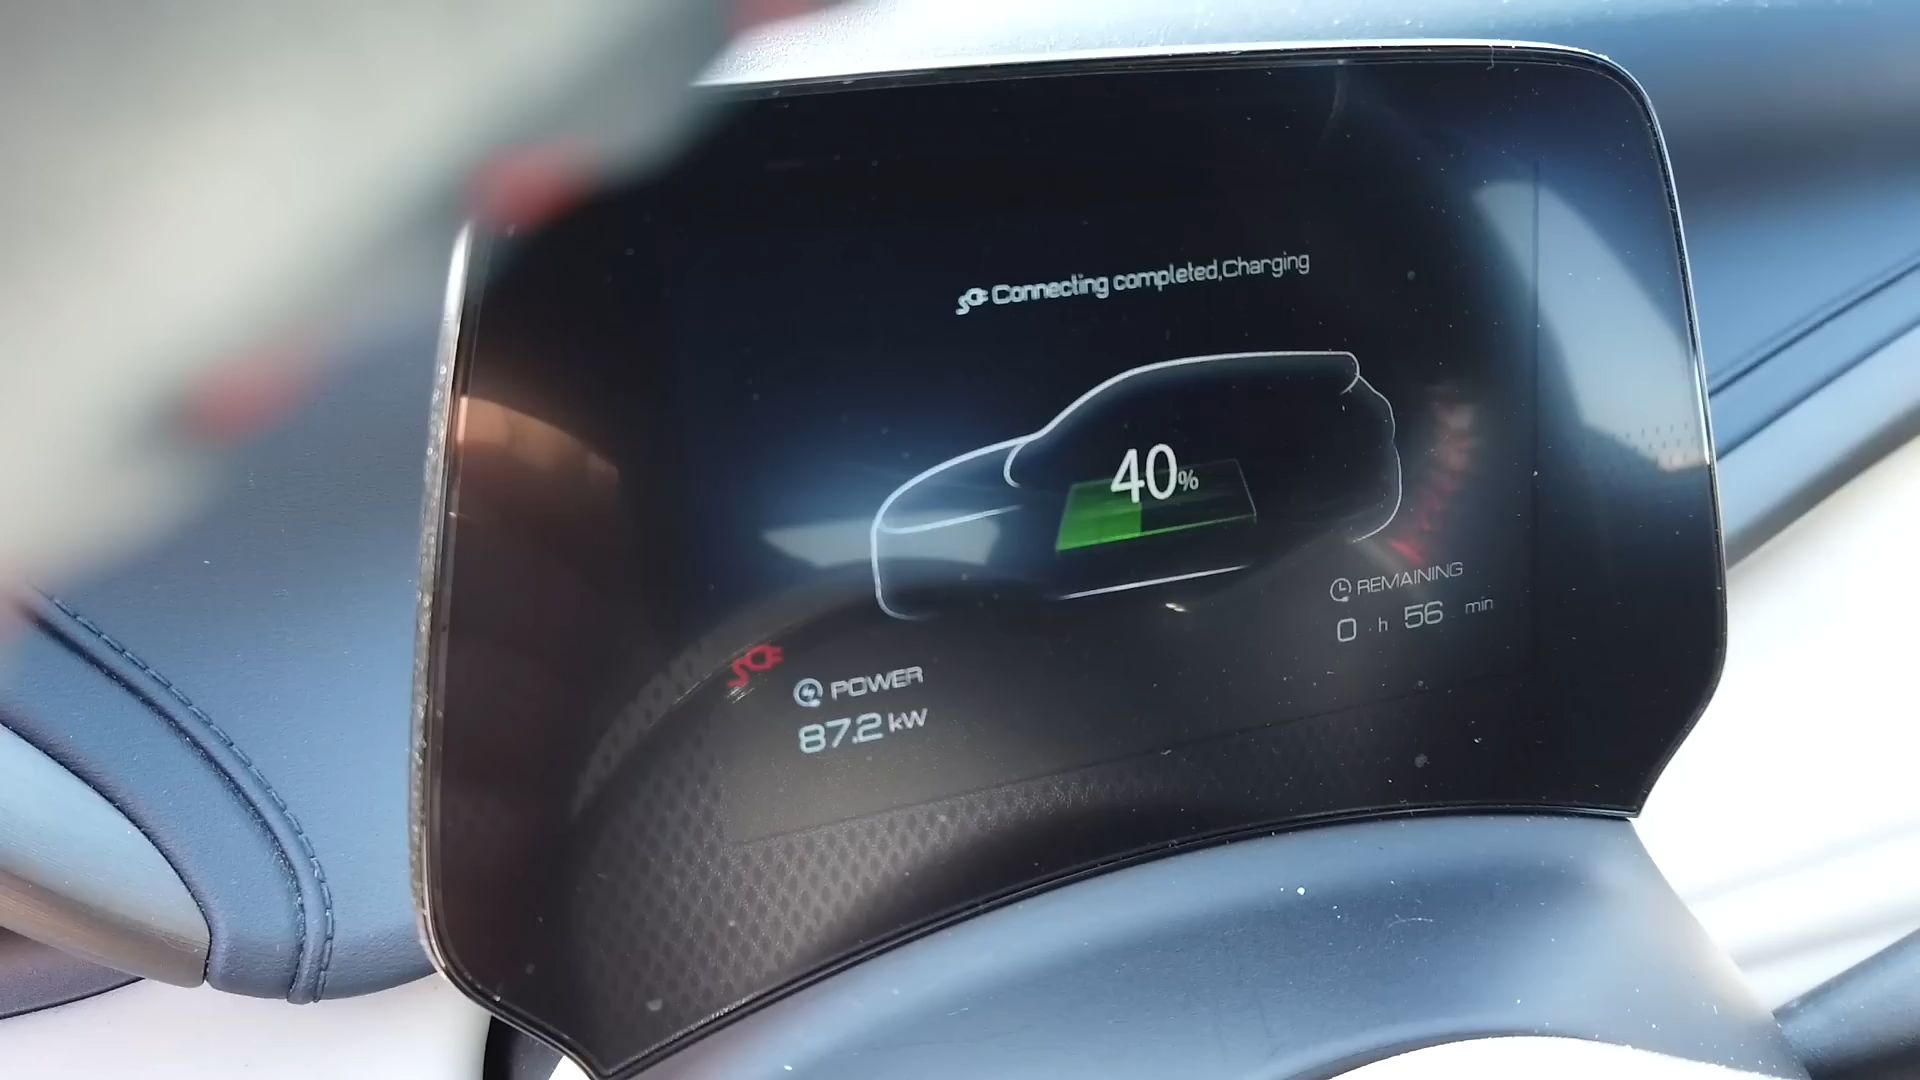 Connecting completed,Charging
40%
REMAINING
0 h 56 min
POWER
87.2 kW